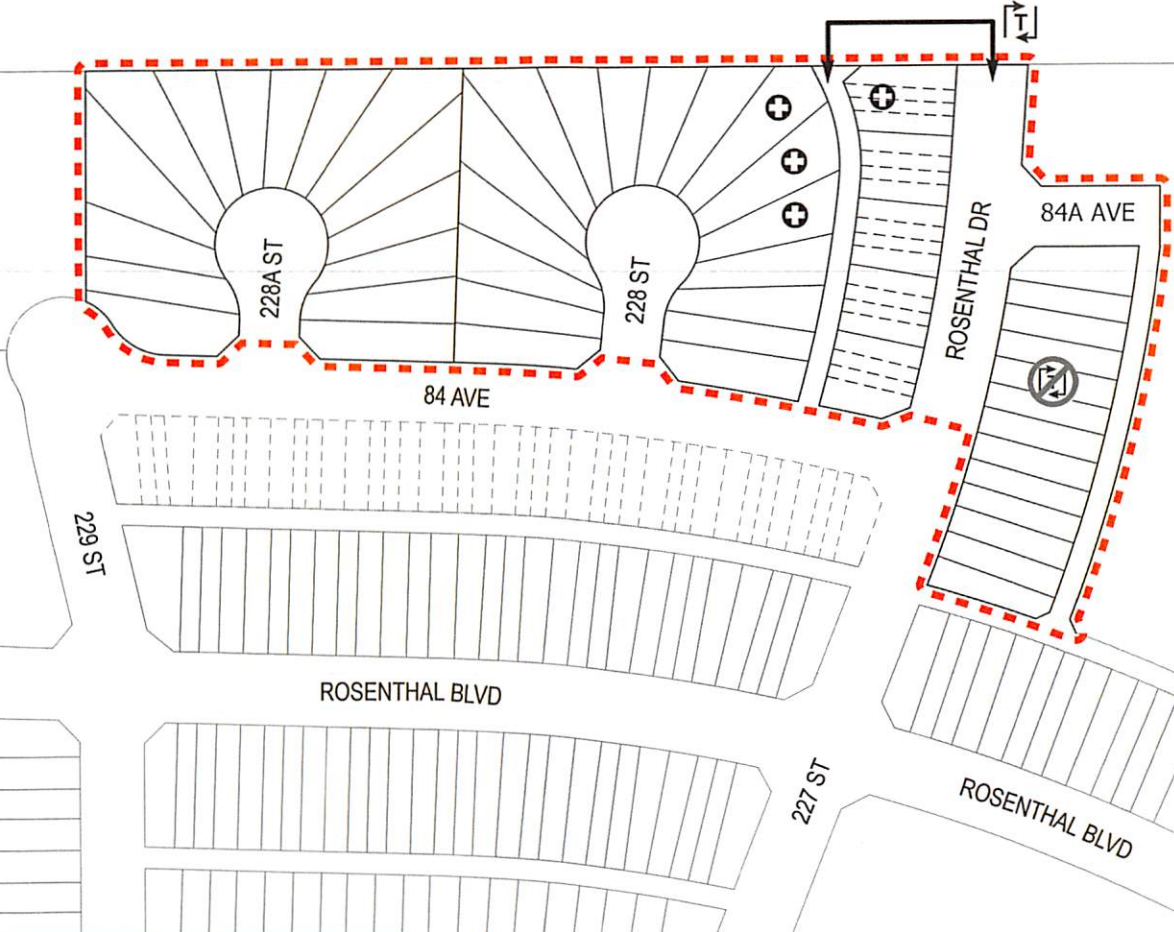 T
84A AVE
ROSENTHAL DR
228A ST
228 ST
84 AVE
229 ST
ROSENTHAL BLVD
227 ST
ROSENTHAL BLVD